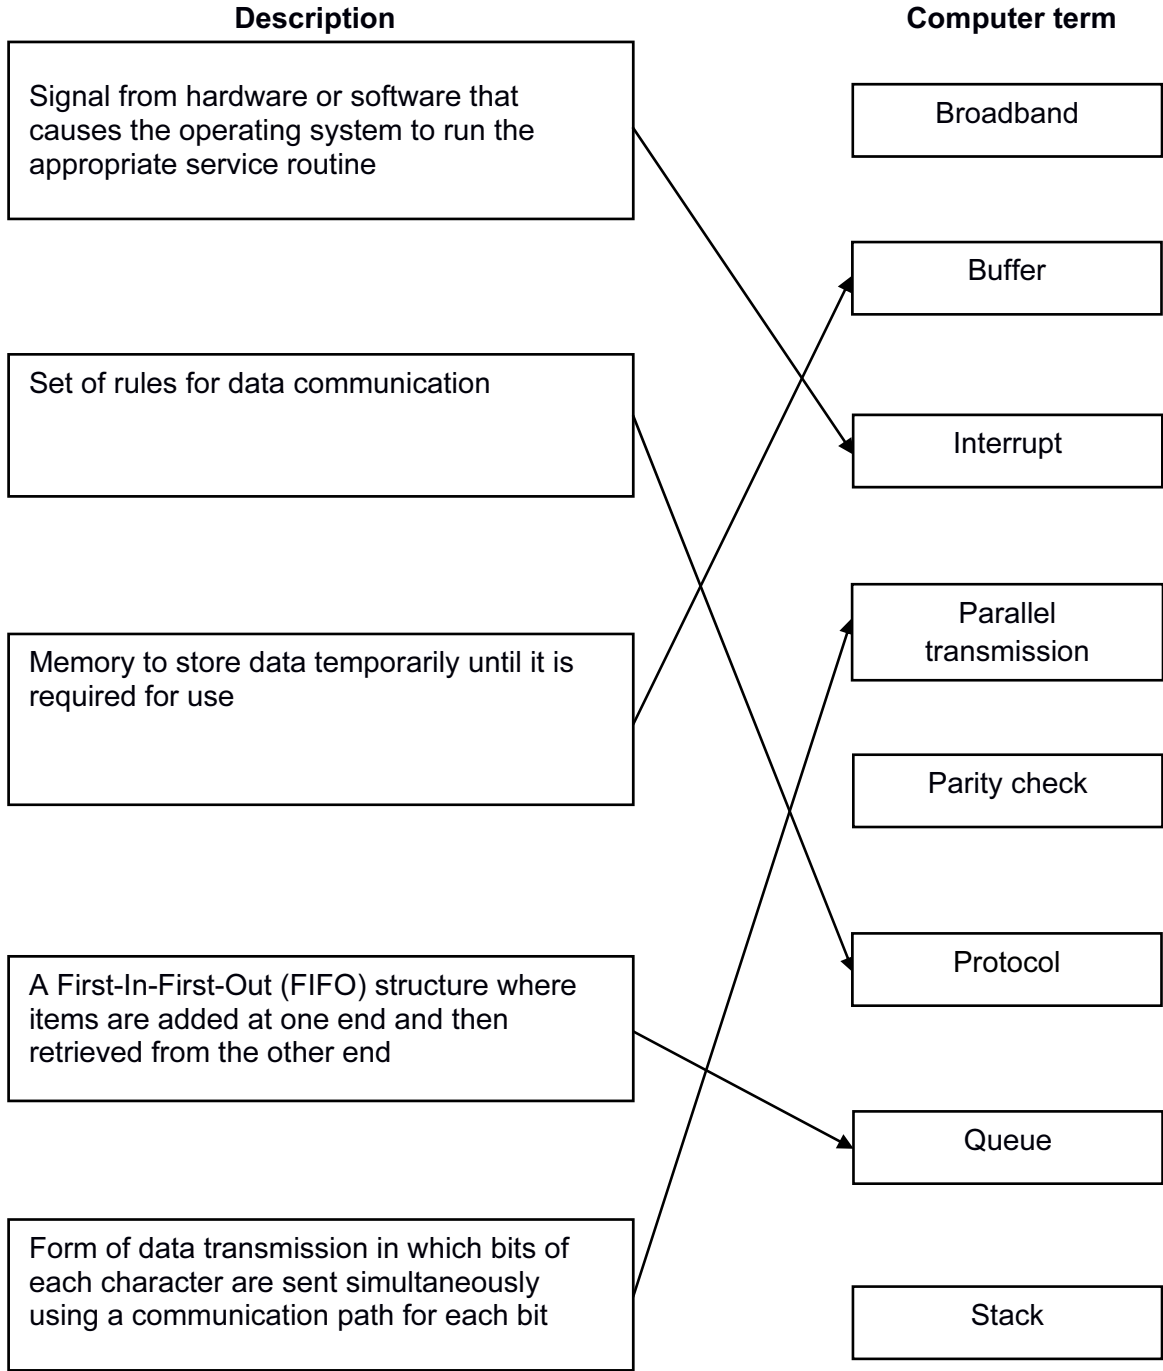 Description
Signal from hardware or software that
causes the operating system to run the
appropriate service routine
Set of rules for data communication
Memory to store data temporarily until it is
required for use
A First-In-First-Out (FIFO) structure where
items are added at one end and then
retrieved from the other end
Form of data transmission in which bits of
each character are sent simultaneously
using a communication path for each bit
Computer term
Broadband
Buffer
Interrupt
Parallel
transmission
Parity check
Protocol
Queue
Stack